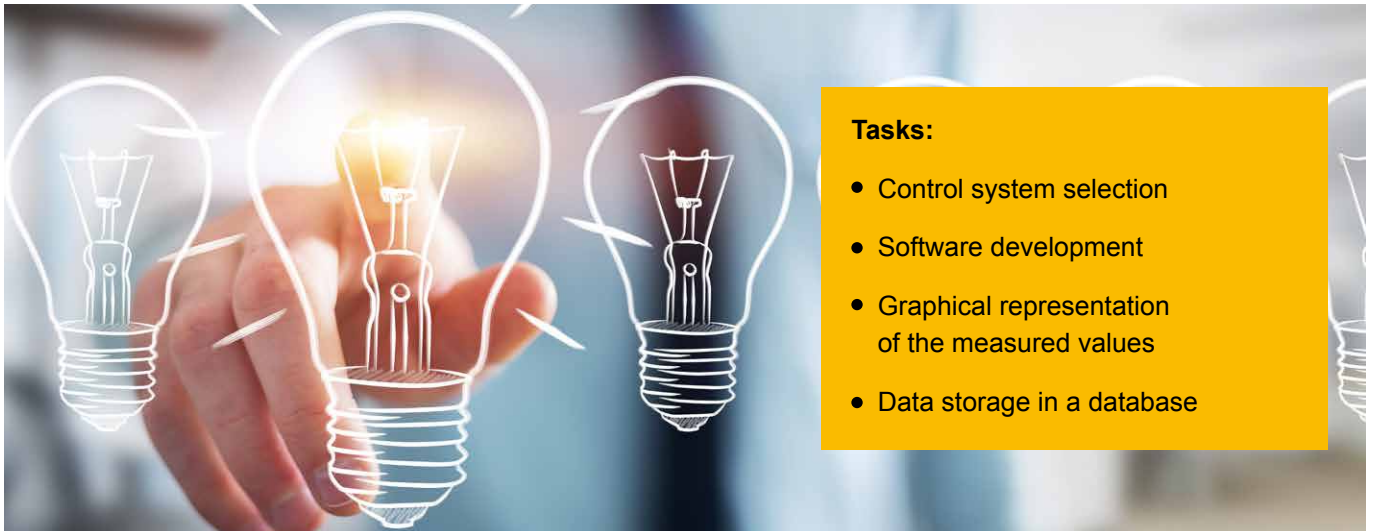 Tasks:
• Control system selection
• Software development
• Graphical representation
of the measured values
• Data storage in a database